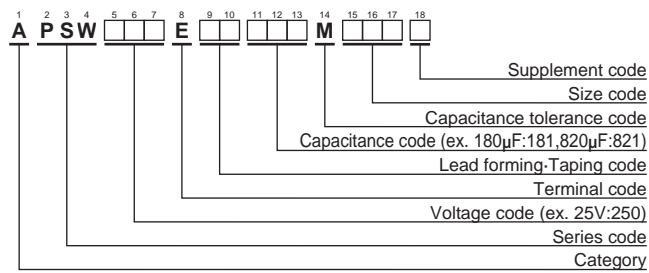 1 2 3 4 5 6 7 8 9 10 11 12 13 14 15 16 17 18
A P S W E M
Supplement code
Size code
Capacitance tolerance code
Capacitance code (ex. 180μF:181,820μF:821)
Lead forming·Taping code
Terminal code
Voltage code (ex. 25V:250)
Series code
Category